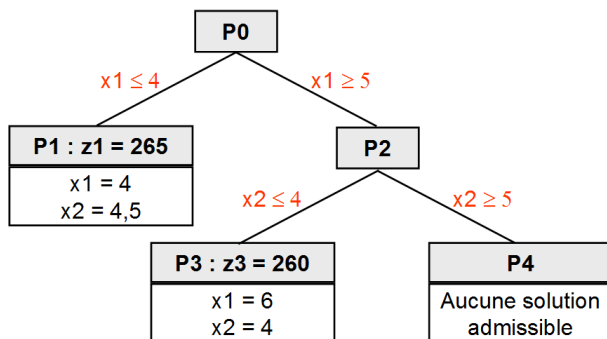 P0
x1 ≤ 4
x1 ≥ 5
P1 : z1 = 265
x1 = 4
x2 = 4,5
P2
x2 ≤ 4
x2 ≥ 5
P3 : z3 = 260
x1 = 6
x2 = 4
P4
Aucune solution
admissible